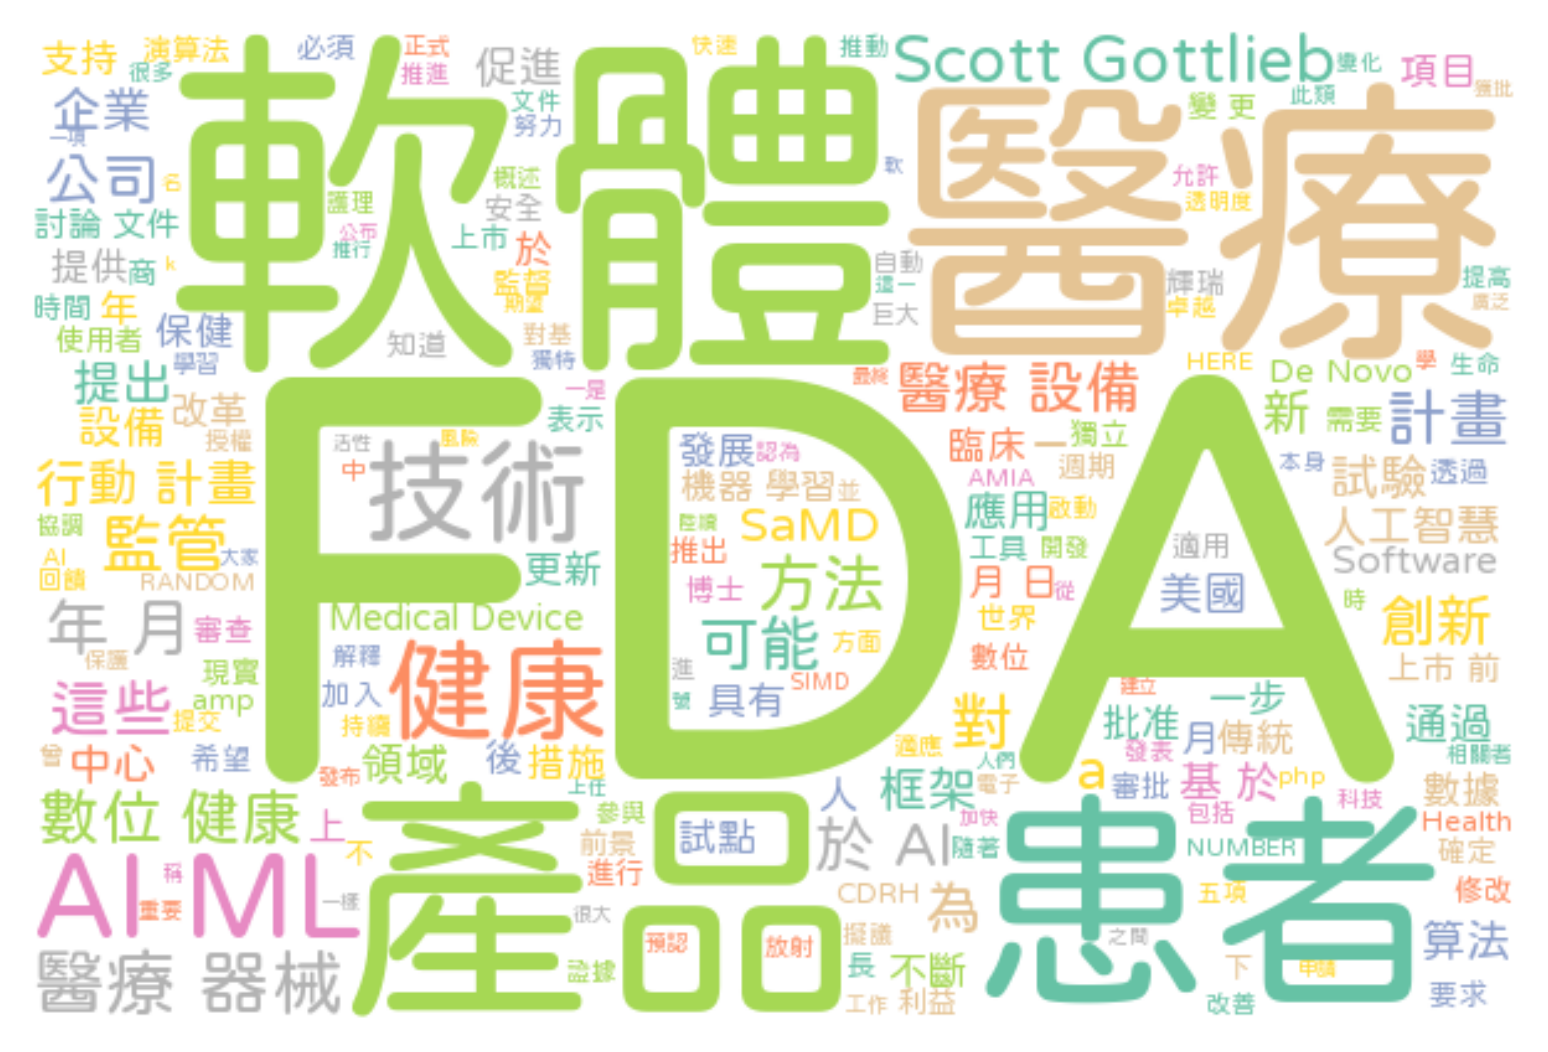 支持
演算法
必須
正式
促進
快速
推動
Scott Gottlieb
變化
項目
獲批
很多
推進
軟體
醫療
此類
變 更
企業
文件
努力
一項
公司
名
軟
允許
透明度
概述
安全
護理
討論 文件
公布
推行
上市
於
提供
商
k
自動
這一
輝瑞
提高
廣泛
監督
期望
時間
年
卓越
巨大
使用者
保健
學習
知道
對基
獨特
HERE
De Novo
學
生命
提出
最終
醫療 設備
FDA
一是
新
需要
計畫
設備
改革
授權
表示
活性
風險
技術
發展
認為
臨床
一
獨立
中
行動 計畫
機器 學習
並
AMIA
週期
本身
試驗
透過
協調
監管
大家
陸續
SaMD
應用
啟動
人工智慧
AI
回饋
RANDOM
更新
推出
工具
開發
適用
Software
博士
方法
月 日
從
美國
時
年 月
審查
Medical Device
可能
方面
世界
創新
保護
現實
解釋
健康
進
SIMD
數位
上市 前
這些
提交
amp
加入
號
具有
建立
一步
持續
對
批准
通過
曾
中心
希望
發布
領域
後
措施
上任
適應
人們
發表
月
傳統
相關者
數位 健康
上
產品
參與
人
框架
電子
a
審批
基 於
php
數據
不
前景
試點
於 AI
加快
隨著
包括
科技
Health
AI ML
稱
重要
一樣
進行
患者
NUMBER
確定
很大
CDRH
為
五項
修改
醫療 器械
預認
放射
擬議
之間
算法
證據
長
不斷
下
申請
工作
利益
改善
要求